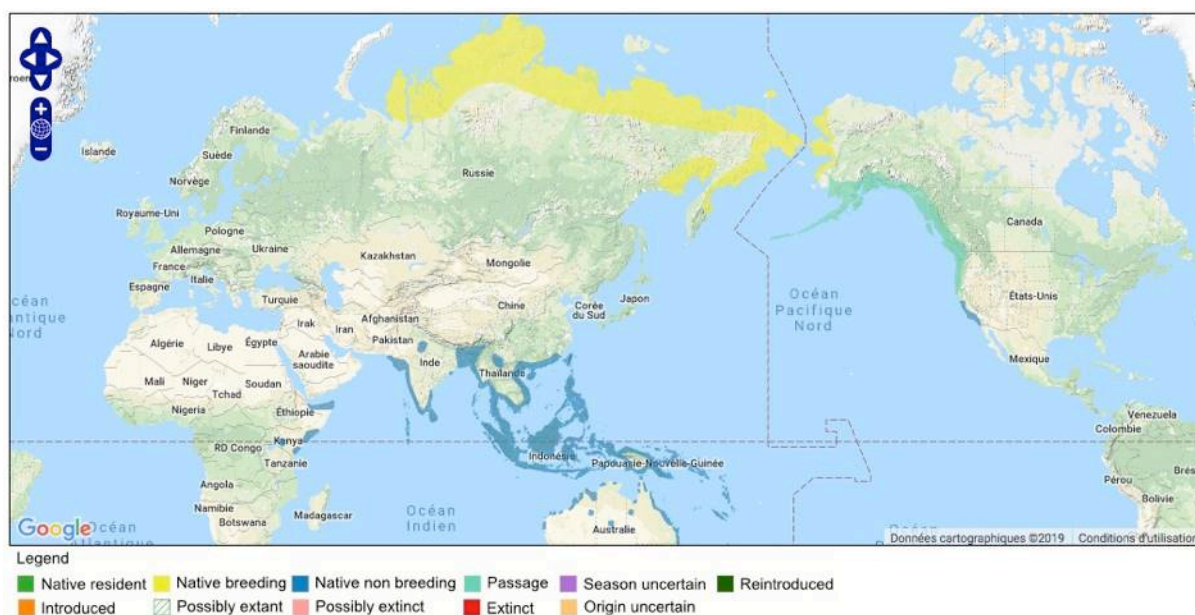 Finlande
Islande
Suède
Russie
Norvège
Royaume-Uni
Pologne
Canada
Allemagne
Ukraine
Kazakhstan
France
Mongolie
Italie
Espagne
Turquie
Chine
Corée
du Sud
Japon
Océan
Pacifique
Nord
États-Unis
Irak
Iran
Afghanistan
Pakistan
Algérie
Libye
Égypte
Arabie
saoudite
Inde
Mexique
Thaïlande
Mali
Niger
Tchad
Soudan
Nigeria
Éthiopie
Venezuela
Colombie
RD Congo
Kenya
Tanzanie
Indonésie
Papouasie-Nouvelle-Guinée
Angola
Pérou
Namibie
Botswana
Madagascar
Océan
Indien
Australie
Bolivie
Google
Données cartographiques ©2019
Conditions d'utilisation
Legend
Native resident
Native breeding
Native non breeding
Passage
Season uncertain
Reintroduced
Introduced
Possibly extant
Possibly extinct
Extinct
Origin uncertain